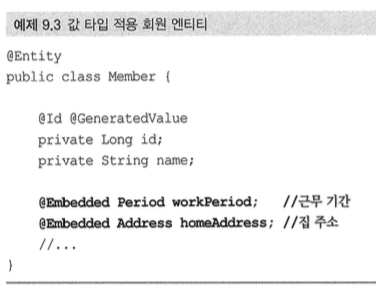 예제 9.3 값 타입 적용 회원 엔티티
@Entity
public class Member {
@Id @GeneratedValue
private Long id;
private String name;
@Embedded Period workPeriod; //근무 기간
@Embedded Address homeAddress; //집 주소
//...
}